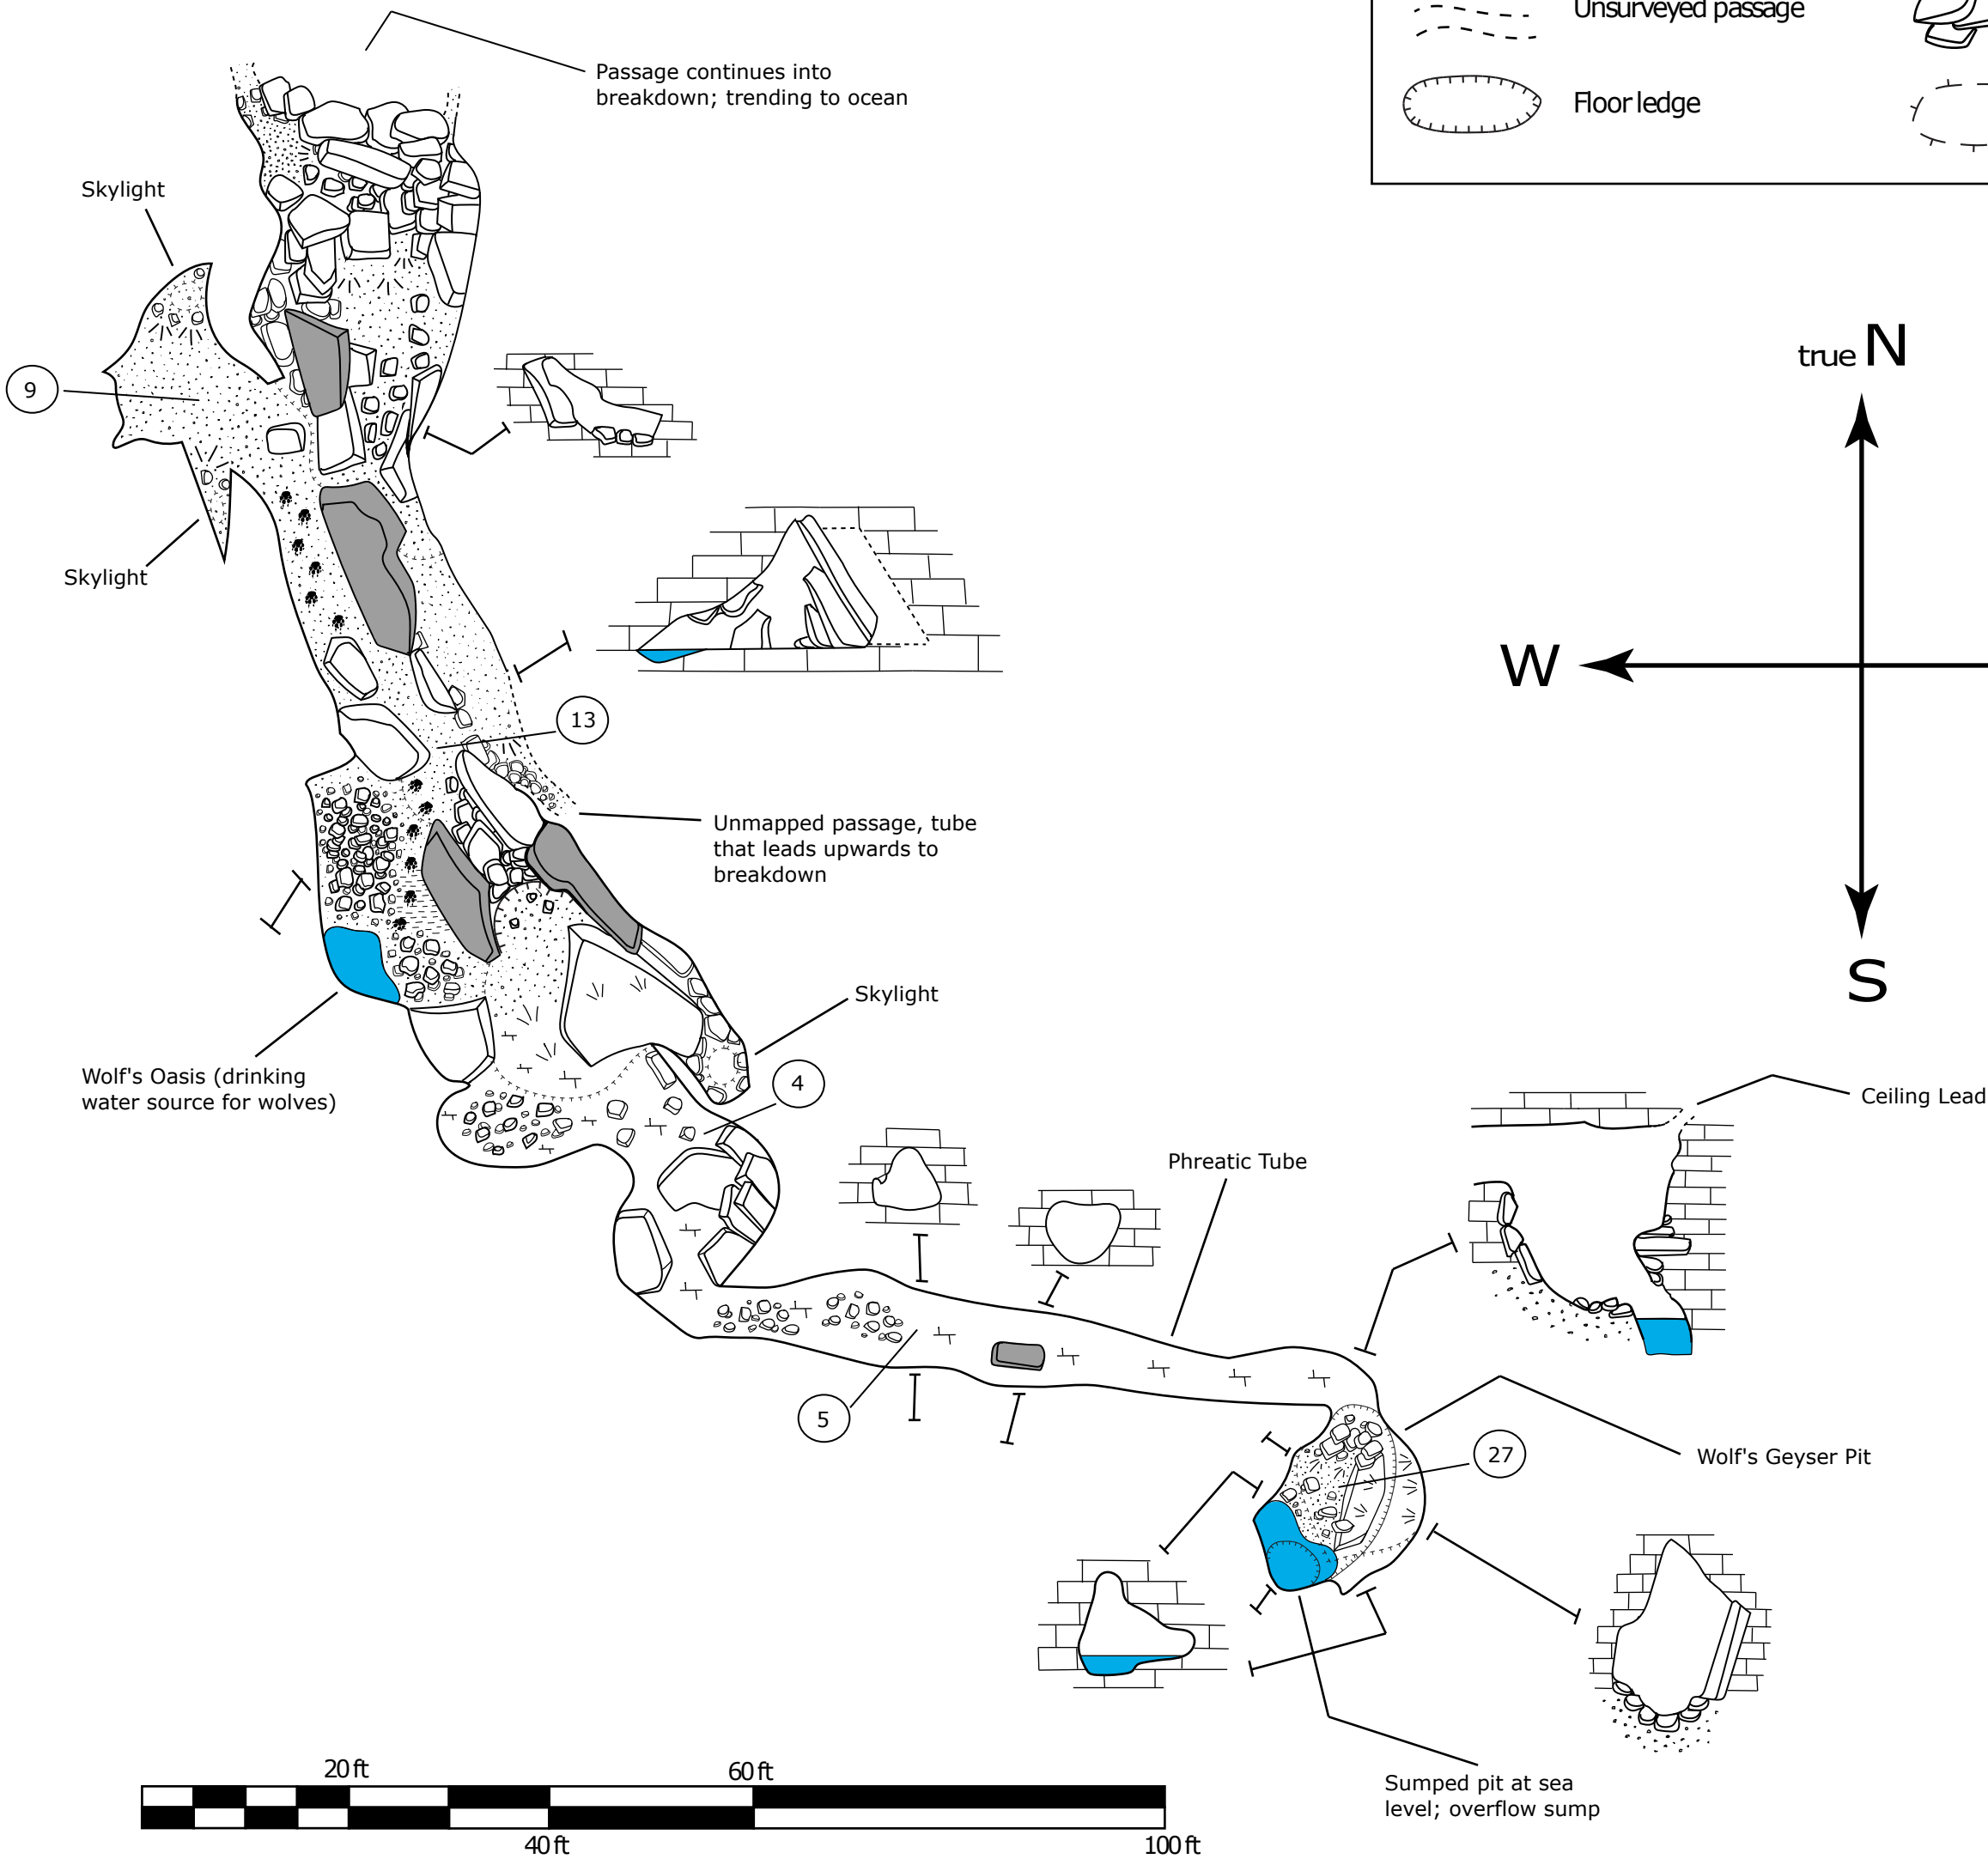 Unsurveyed passage
Floor ledge
Passage continues into
breakdown; trending to ocean
Skylight
9
Skylight
true N
W
S
13
Unmapped passage, tube
that leads upwards to
breakdown
Skylight
Wolf's Oasis (drinking
water source for wolves)
4
Ceiling Lead
Phreatic Tube
5
Wolf's Geyser Pit
27
Sumped pit at sea
level; overflow sump
20 ft
60 ft
40 ft
100 ft